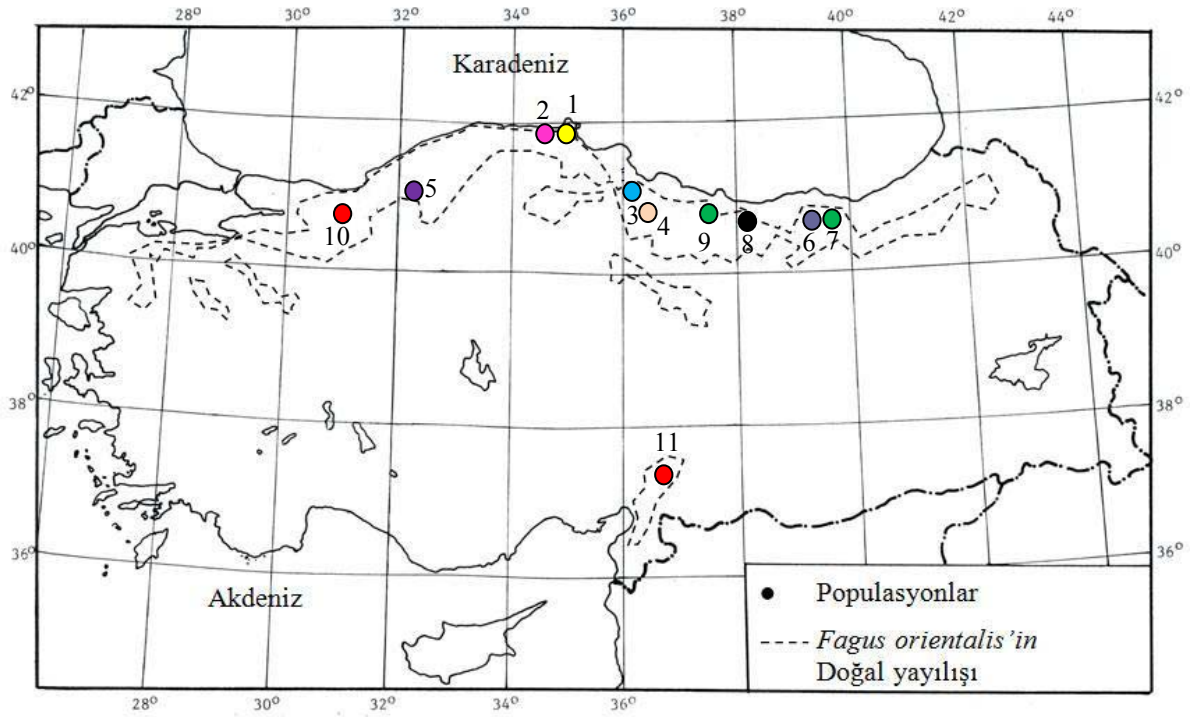 28° 30° 32° 34° 36° 38° 40° 42° 44°
Karadeniz
42° 42°
2 1
5
3 4
10 9 8 6 7
40° 40°
38° 38°
11
36° 36°
Akdeniz
Populasyonlar
Fagus orientalis’in
Doğal yayılışı
28° 30° 32° 34° 36°